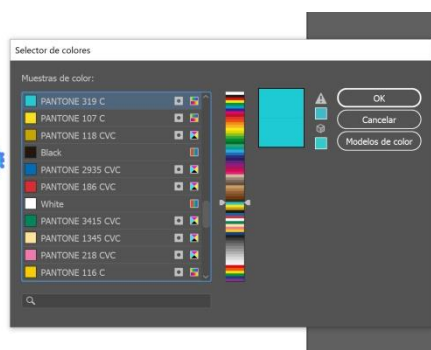 Selector de colores
Muestras de color:
PANTONE 319 C
PANTONE 107 C
PANTONE 118 CVC
Black
PANTONE 2935 CVC
PANTONE 186 CVC
White
PANTONE 3415 CVC
PANTONE 1345 CVC
PANTONE 218 CVC
PANTONE 116 C
OK
Cancelar
Modelos de color